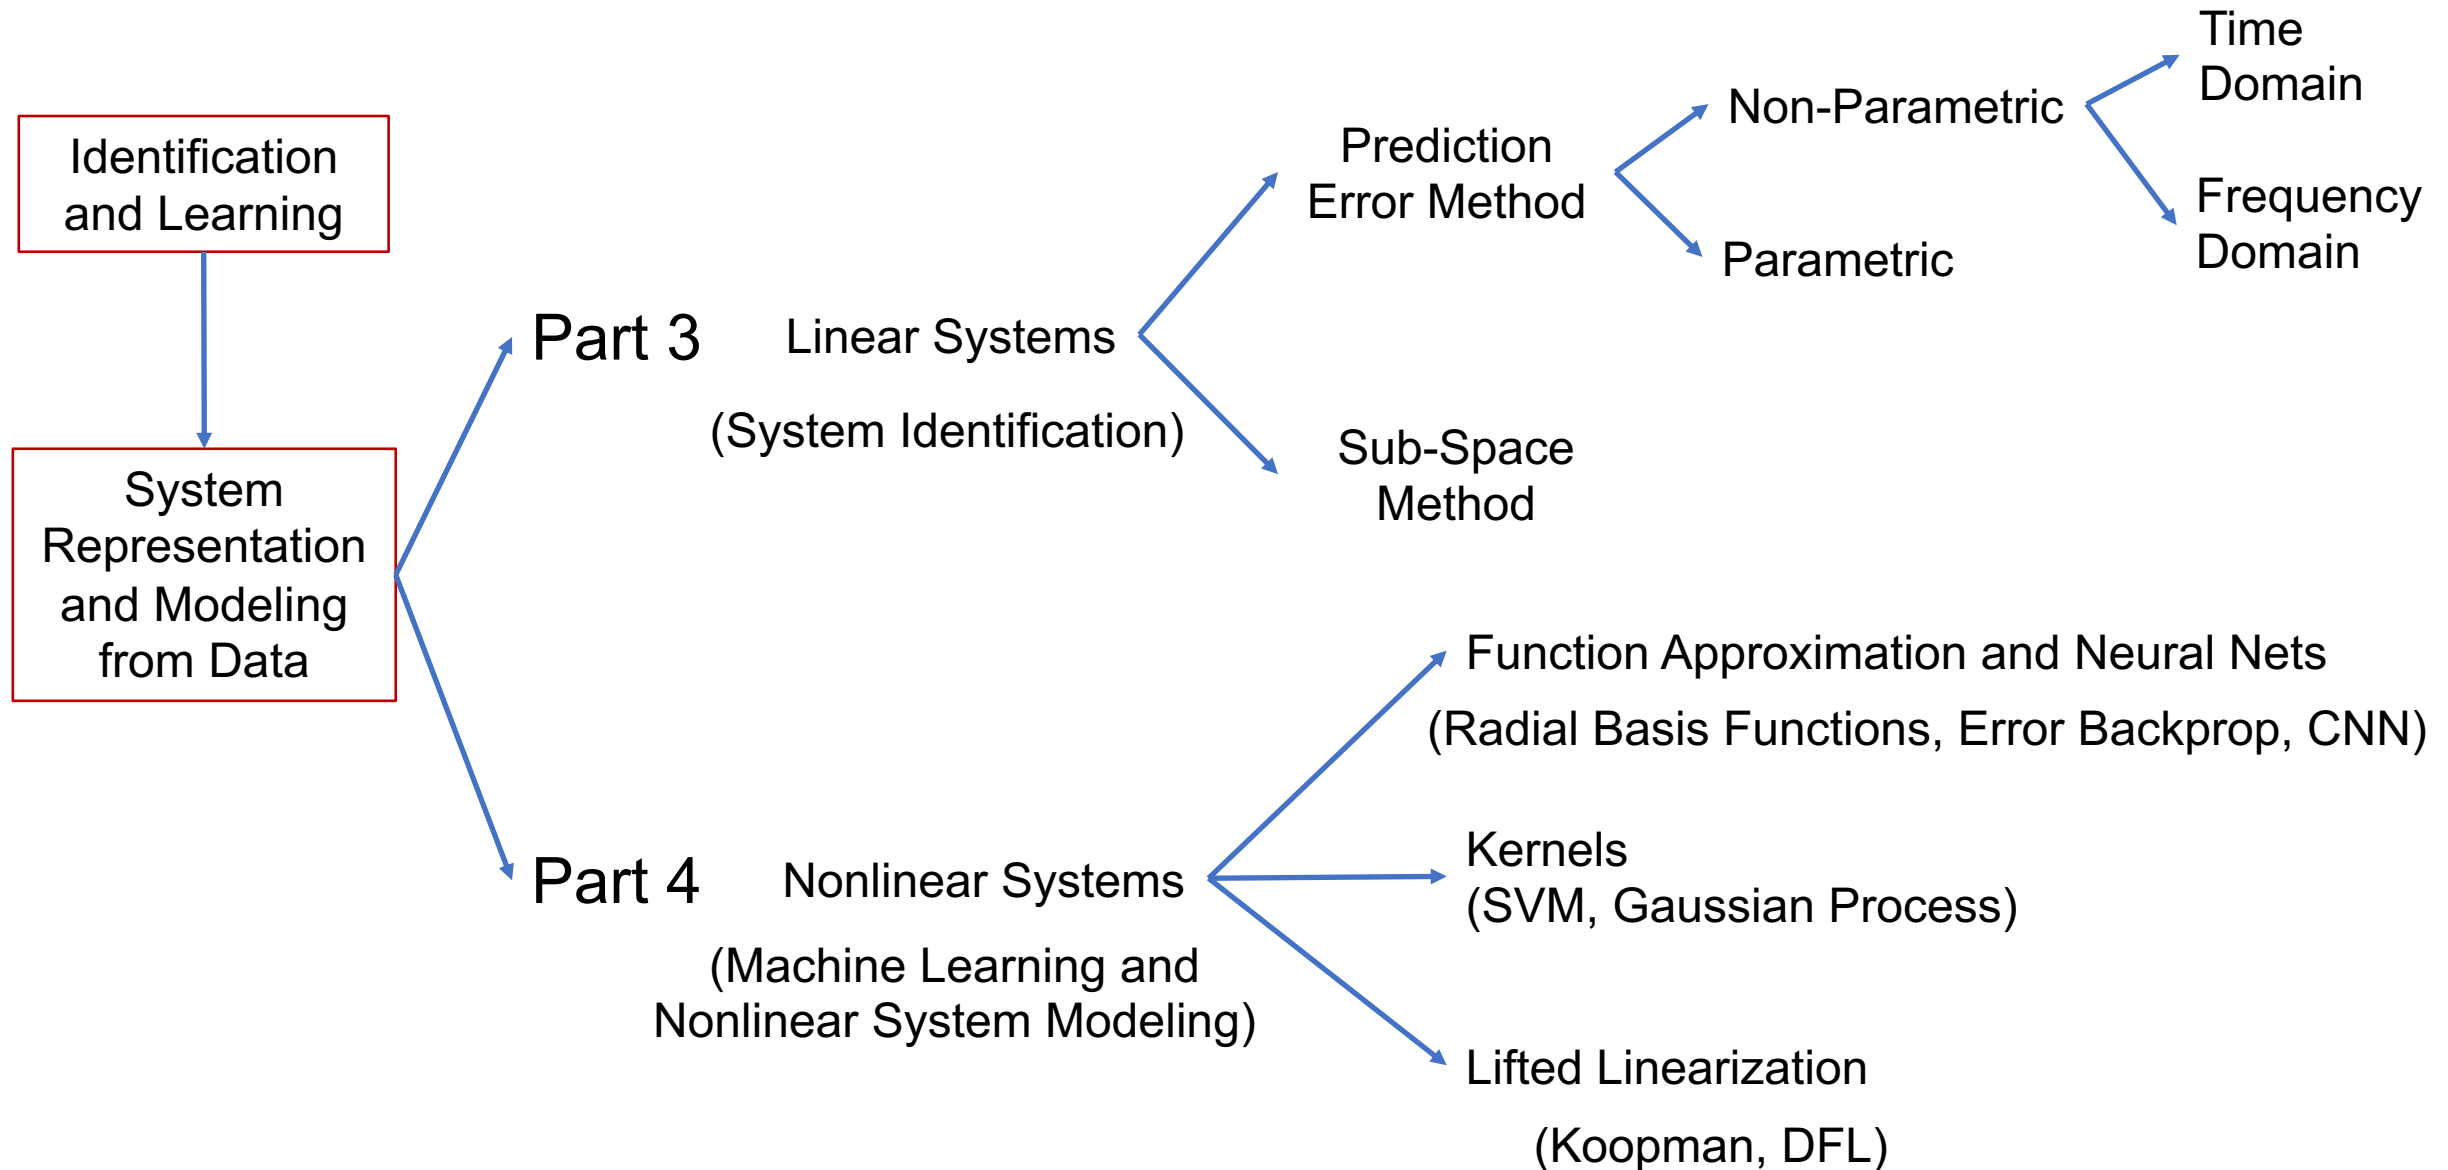 Identification
and Learning
System
Representation
and Modeling
from Data
Part 3
Linear Systems
(System Identification)
Prediction
Error Method
Non-Parametric
Time
Domain
Frequency
Domain
Parametric
Sub-Space
Method
Part 4
Nonlinear Systems
(Machine Learning and
Nonlinear System Modeling)
Function Approximation and Neural Nets
(Radial Basis Functions, Error Backprop, CNN)
Kernels
(SVM, Gaussian Process)
Lifted Linearization
(Koopman, DFL)